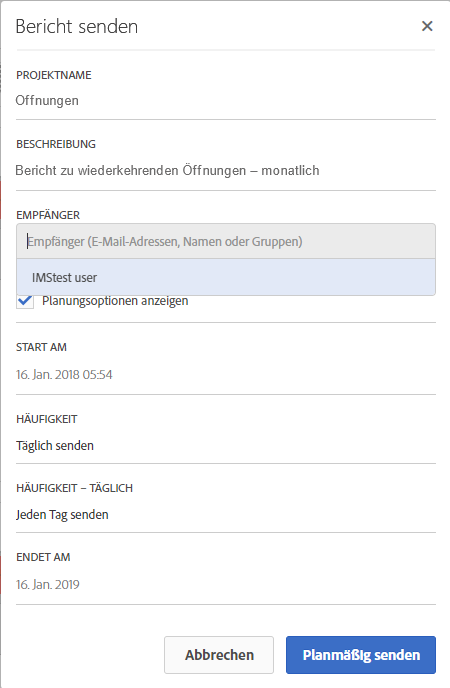 Bericht senden
PROJEKTNAME
Offnungen
BESCHREIBUNG
Bericht zu wiederkehrenden Öffnungen – monatlich
EMPFÄNGER
Empfänger (E-Mail-Adressen, Namen oder Gruppen)
IMStest user
Planungsoptionen anzeigen
START AM
16. Jan. 2018 05:54
HÄUFIGKEIT
Täglich senden
HÄUFIGKEIT – TÄGLICH
Jeden Tag senden
ENDET AM
16. Jan. 2019
Abbrechen Planmäßig senden